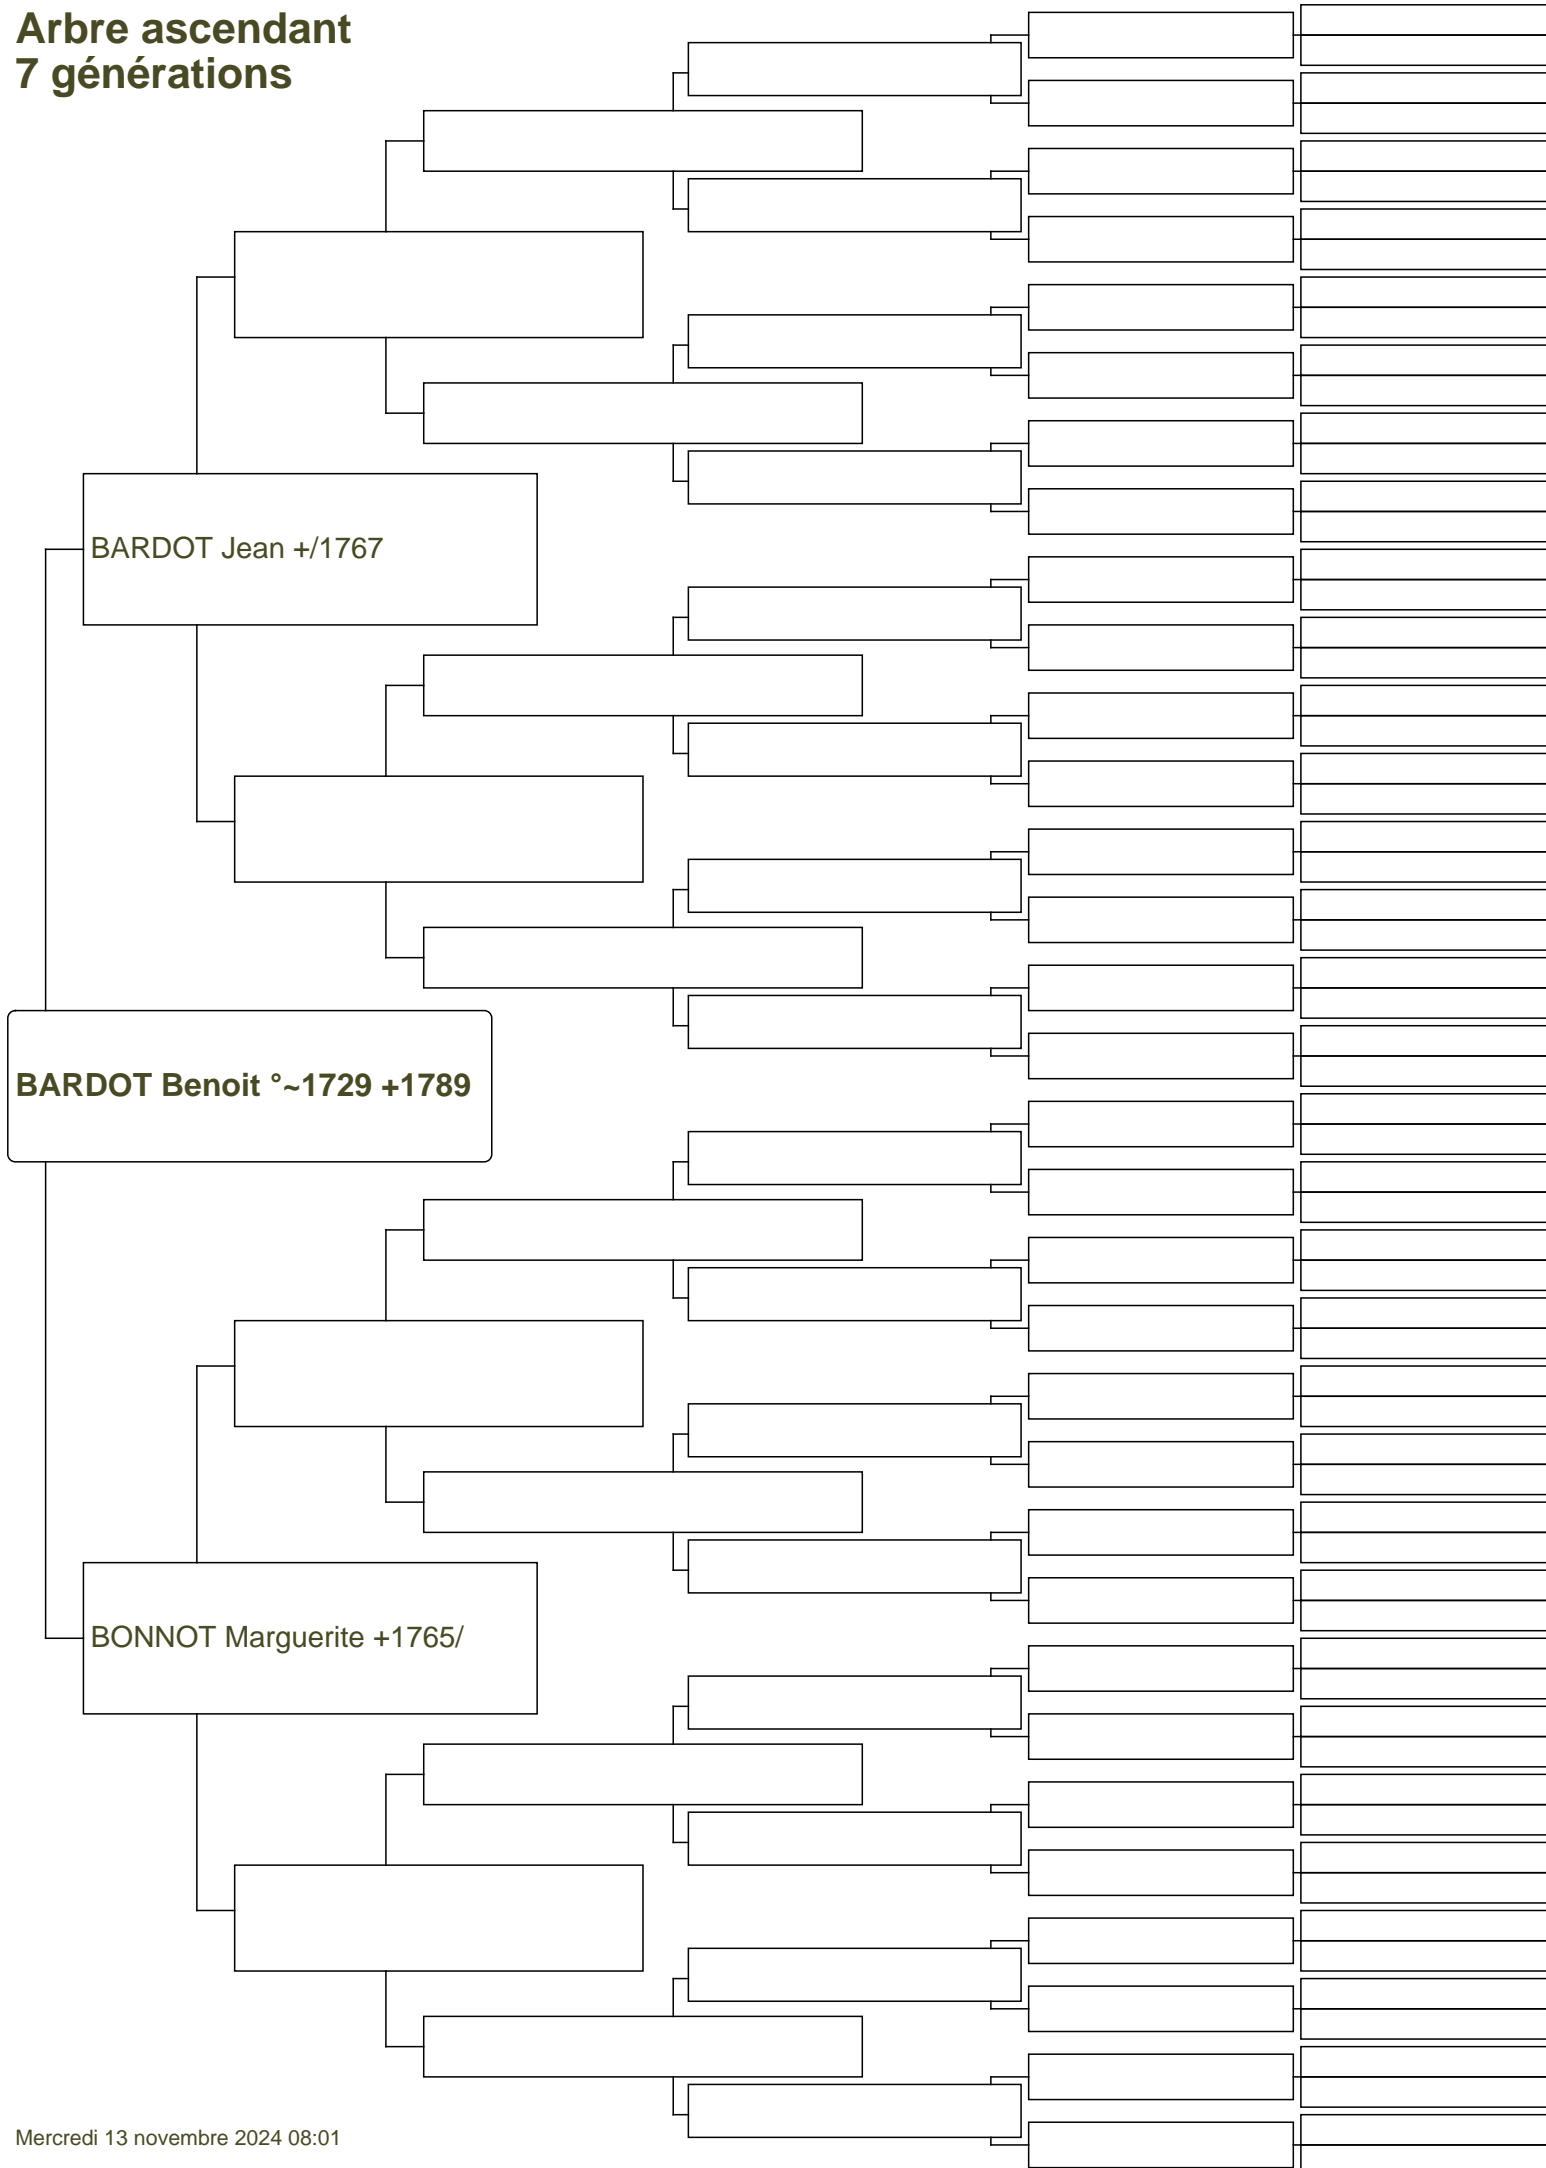 Arbre ascendant
7 générations
BARDOT Jean +/1767
BARDOT Benoit °~1729 +1789
BONNOT Marguerite +1765/
Mercredi 13 novembre 2024 08:01